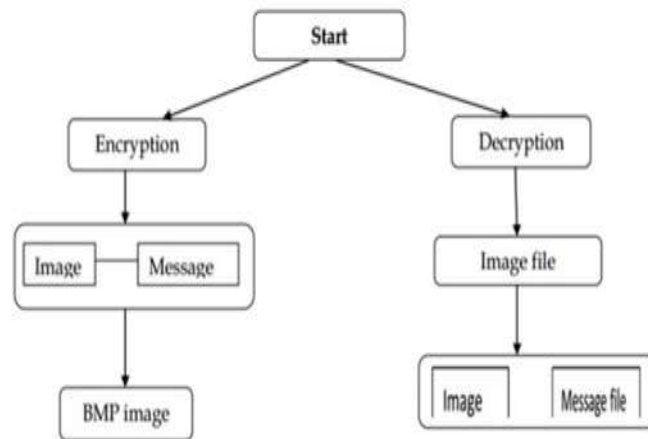 Start
Encryption
Decryption
Image
Message
Image file
BMP image
Image
Message file